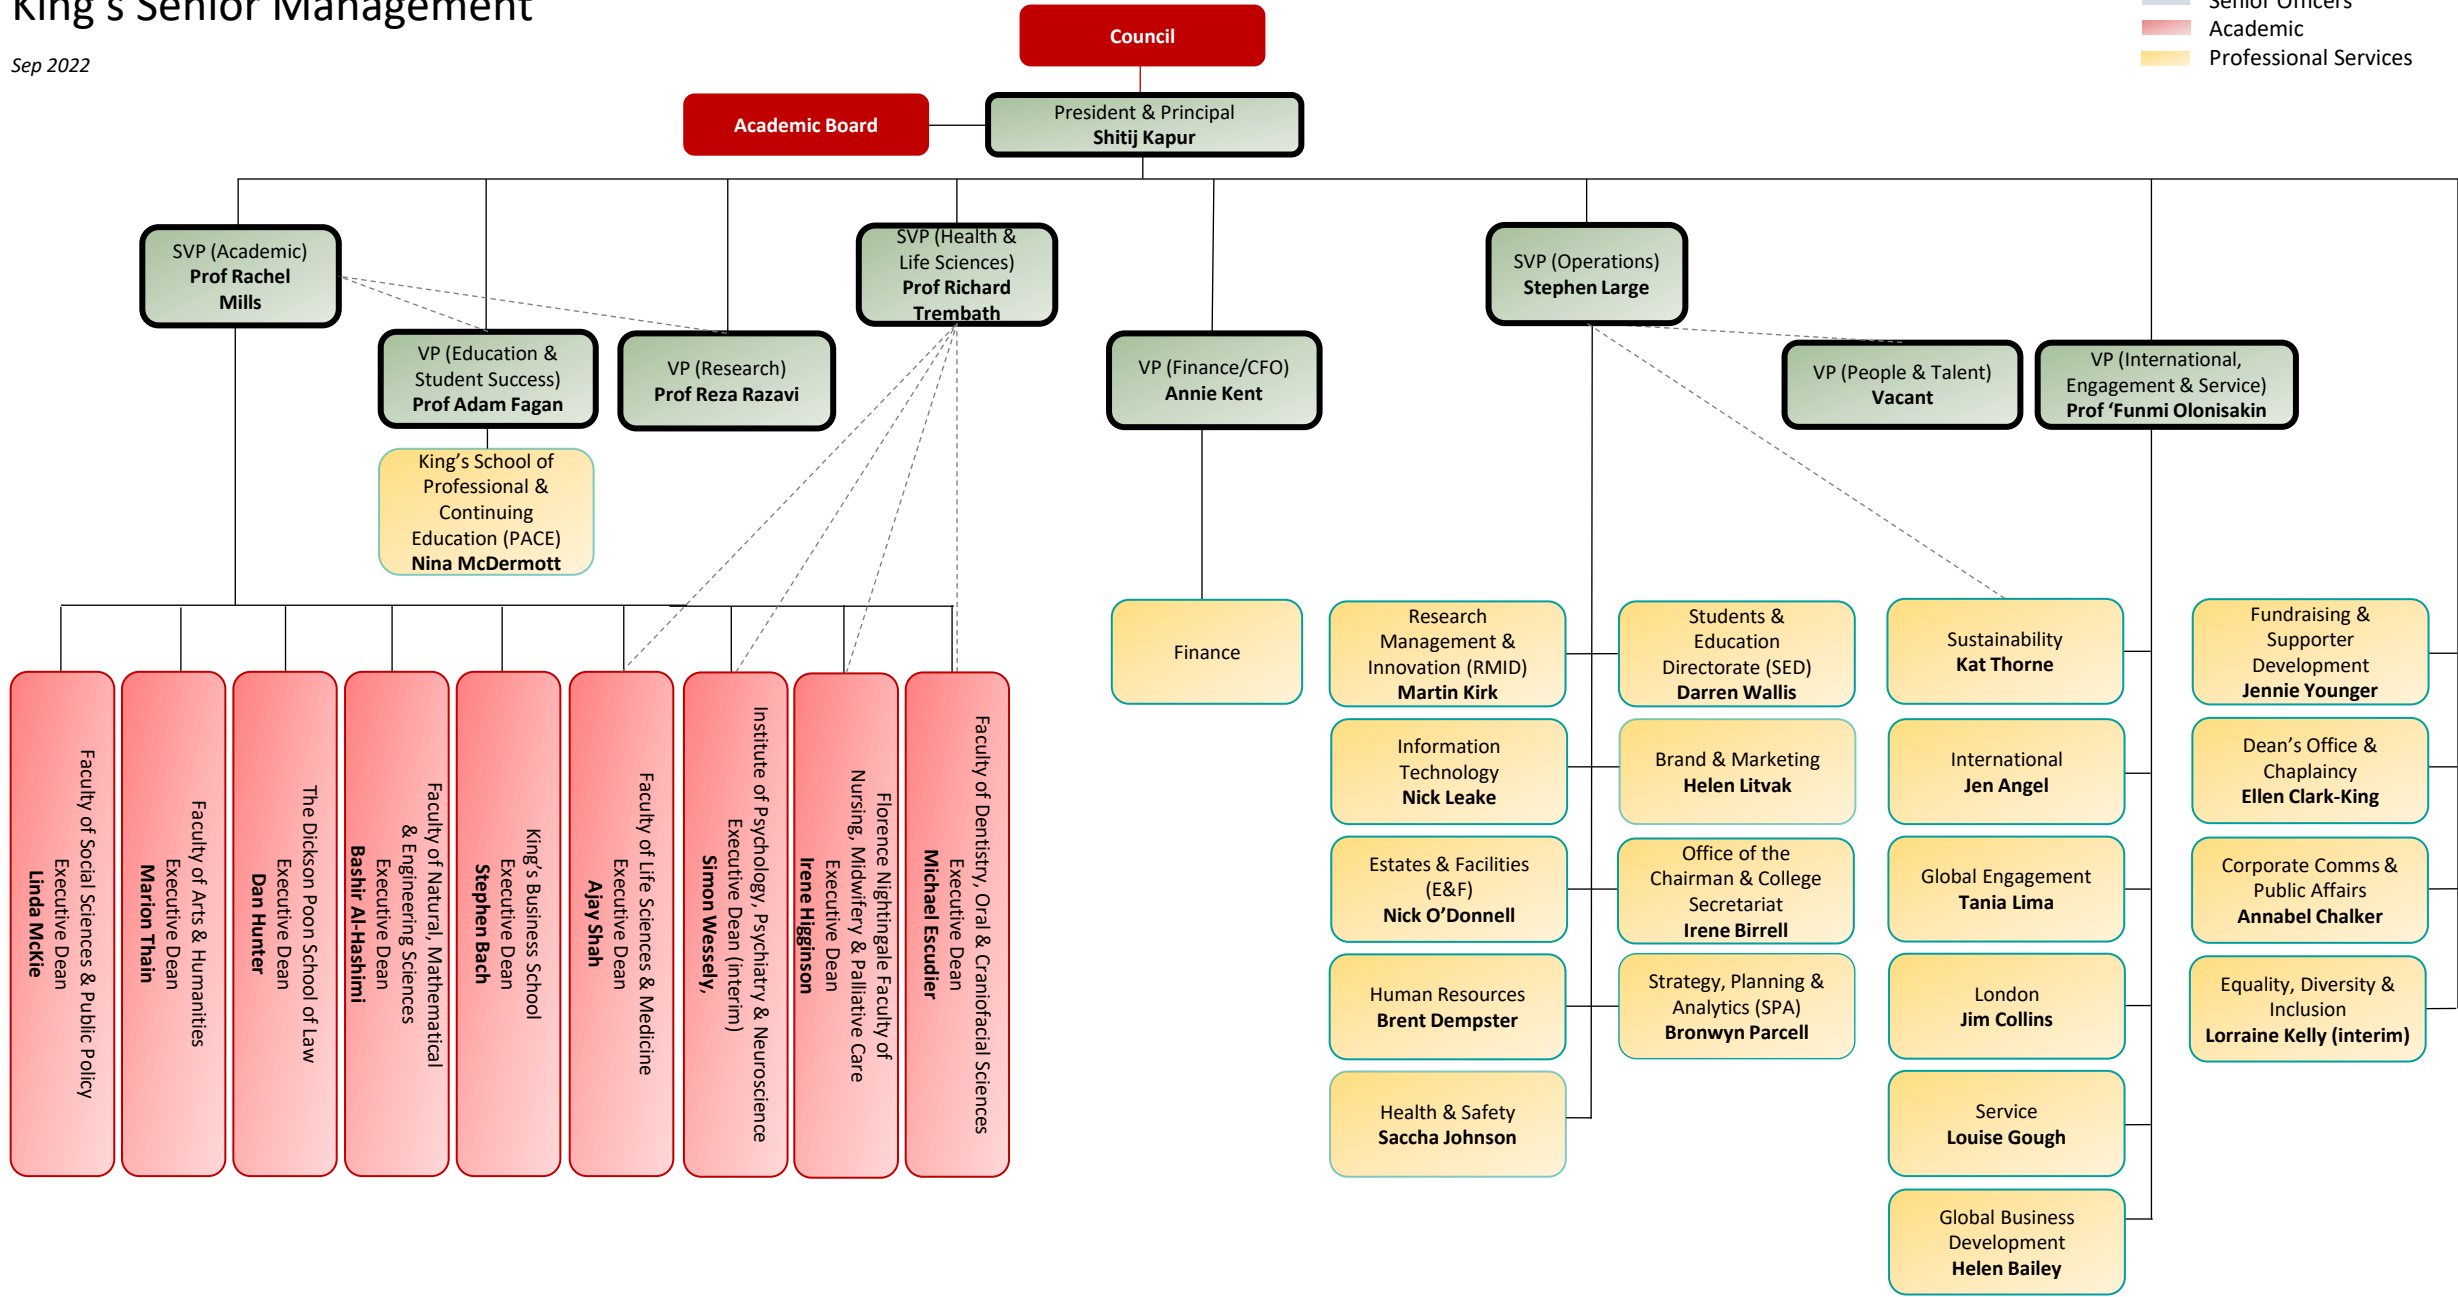 King's Senior Management
Sep 2022
Senior Officers
Academic
Professional Services
Council
Academic Board
President & Principal
Shitij Kapur
SVP (Academic)
Prof Rachel
Mills
SVP (Health &
Life Sciences)
Prof Richard
Trembath
SVP (Operations)
Stephen Large
VP (Education &
Student Success)
Prof Adam Fagan
VP (Research)
Prof Reza Razavi
VP (Finance/CFO)
Annie Kent
VP (People & Talent)
Vacant
VP (International,
Engagement & Service)
Prof ‘Funmi Olonisakin
King’s School of
Professional &
Continuing
Education (PACE)
Nina McDermott
Faculty of Social Sciences & Public Policy
Executive Dean
Linda McKie
Faculty of Arts & Humanities
Executive Dean
Marion Thain
The Dickson Poon School of Law
Executive Dean
Dan Hunter
Faculty of Natural, Mathematical
& Engineering Sciences
Executive Dean
Bashir Al-Hashimi
King’s Business School
Executive Dean
Stephen Bach
Faculty of Life Sciences & Medicine
Executive Dean
Ajay Shah
Institute of Psychology, Psychiatry & Neuroscience
Executive Dean (interim)
Simon Wessely,
Florence Nightingale Faculty of
Nursing, Midwifery & Palliative Care
Executive Dean
Irene Higginson
Faculty of Dentistry, Oral & Craniofacial Sciences
Executive Dean
Michael Escudier
Finance
Research
Management &
Innovation (RMID)
Martin Kirk
Information
Technology
Nick Leake
Estates & Facilities
(E&F)
Nick O’Donnell
Human Resources
Brent Dempster
Health & Safety
Saccha Johnson
Students &
Education
Directorate (SED)
Darren Wallis
Brand & Marketing
Helen Litvak
Office of the
Chairman & College
Secretariat
Irene Birrell
Strategy, Planning &
Analytics (SPA)
Bronwyn Parcell
Sustainability
Kat Thorne
International
Jen Angel
Global Engagement
Tania Lima
London
Jim Collins
Service
Louise Gough
Global Business
Development
Helen Bailey
Fundraising &
Supporter
Development
Jennie Younger
Dean’s Office &
Chaplaincy
Ellen Clark-King
Corporate Comms &
Public Affairs
Annabel Chalker
Equality, Diversity &
Inclusion
Lorraine Kelly (interim)